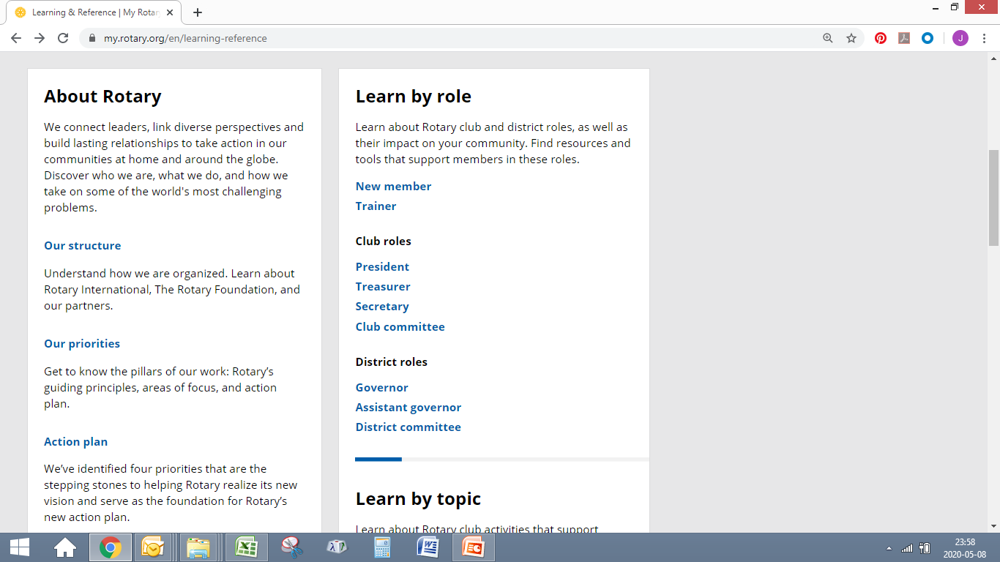 Learning & Reference | My Rotar
my.rotary.org/en/learning-reference
J
About Rotary
We connect leaders, link diverse perspectives and
build lasting relationships to take action in our
communities at home and around the globe.
Discover who we are, what we do, and how we
take on some of the world's most challenging
problems.
Our structure
Understand how we are organized. Learn about
Rotary International, The Rotary Foundation, and
our partners.
Our priorities
Get to know the pillars of our work: Rotary’s
guiding principles, areas of focus, and action
plan.
Action plan
We’ve identified four priorities that are the
stepping stones to helping Rotary realize its new
vision and serve as the foundation for Rotary’s
new action plan.
Learn by role
Learn about Rotary club and district roles, as well as
their impact on your community. Find resources and
tools that support members in these roles.
New member
Trainer
Club roles
President
Treasurer
Secretary
Club committee
District roles
Governor
Assistant governor
District committee
Learn by topic
Learn about Rotary club activities that support
23:58
2020-05-08